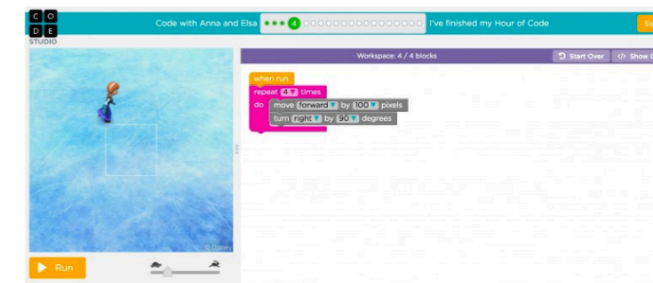 C O
D E
STUDIO
Code with Anna and Elsa
4
I've finished my Hour of Code
Workspace: 4 / 4 blocks
Start Over
Show
when run
repeat 4 times
do move forward by 100 pixels
turn right by 90 degrees
Run